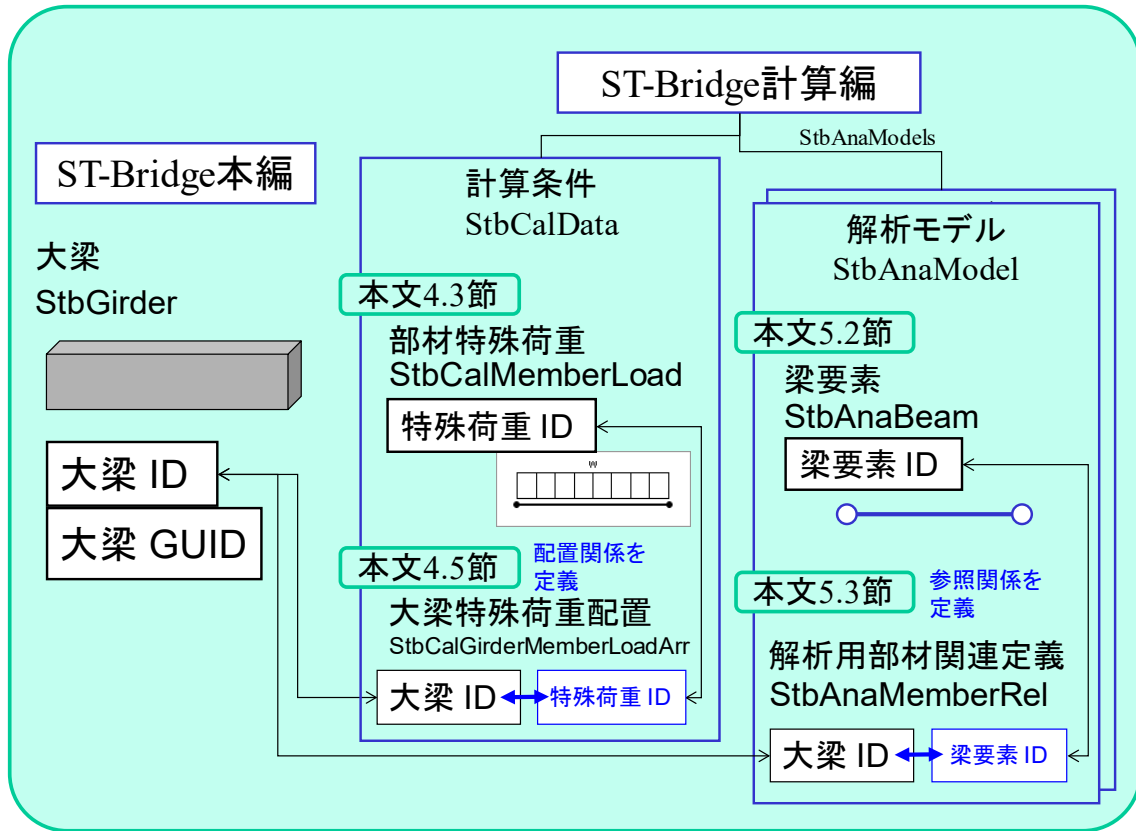 ST-Bridge計算編
StbAnaModels
ST-Bridge本編
大梁
StbGirder
大梁 ID
大梁 GUID
計算条件
StbCalData
本文4.3節
部材特殊荷重
StbCalMemberLoad
特殊荷重 ID
w
本文4.5節
配置関係を
定義
大梁特殊荷重配置
StbCalGirderMemberLoadArr
大梁 ID
特殊荷重 ID
解析モデル
StbAnaModel
本文5.2節
梁要素
StbAnaBeam
梁要素 ID
本文5.3節
参照関係を
定義
解析用部材関連定義
StbAnaMemberRel
大梁 ID
梁要素 ID